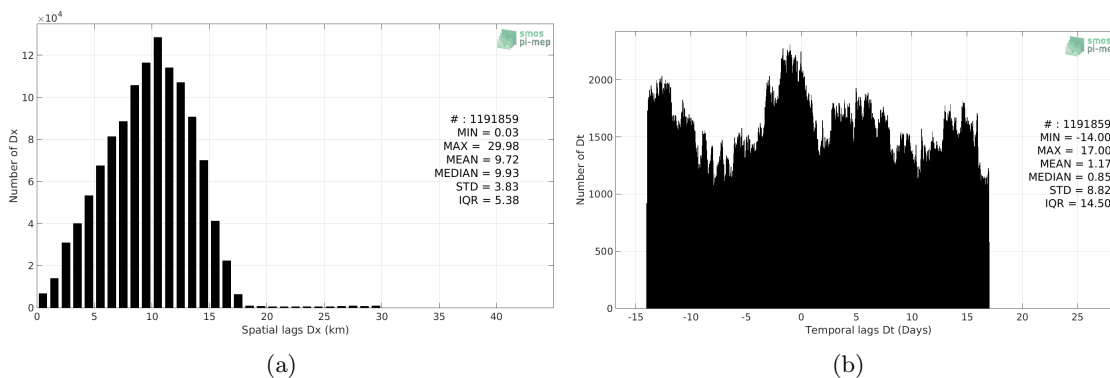 ×10⁴
12
10
8
6
4
2
0
Number of Dx
0 5 10 15 20 25 30 35 40
Spatial lags Dx (km)
smos
pi-mep
# : 1191859
MIN = 0.03
MAX = 29.98
MEAN = 9.72
MEDIAN = 9.93
STD = 3.83
IQR = 5.38
(a)
2000
1500
1000
500
0
Number of Dt
-15 -10 -5 0 5 10 15 20 25
Temporal lags Dt (Days)
smos
pi-mep
# : 1191859
MIN = -14.00
MAX = 17.00
MEAN = 1.17
MEDIAN = 0.85
STD = 8.82
IQR = 14.50
(b)